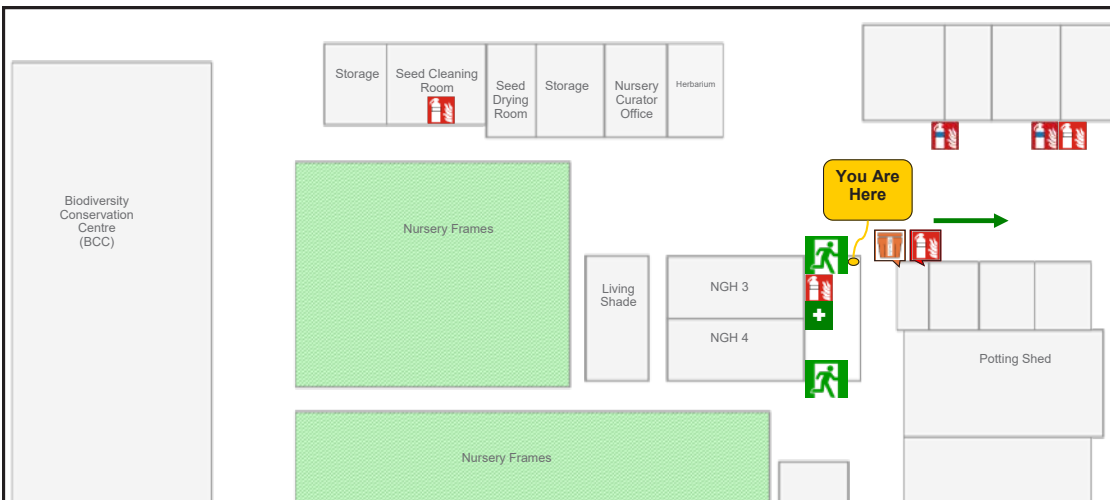 Storage
Seed Cleaning
Room
Seed
Drying
Room
Storage
Nursery
Curator
Office
Herbarium
You Are
Here
Biodiversity
Conservation
Centre
(BCC)
Nursery Frames
Living
Shade
NGH 3
NGH 4
Potting Shed
Nursery Frames